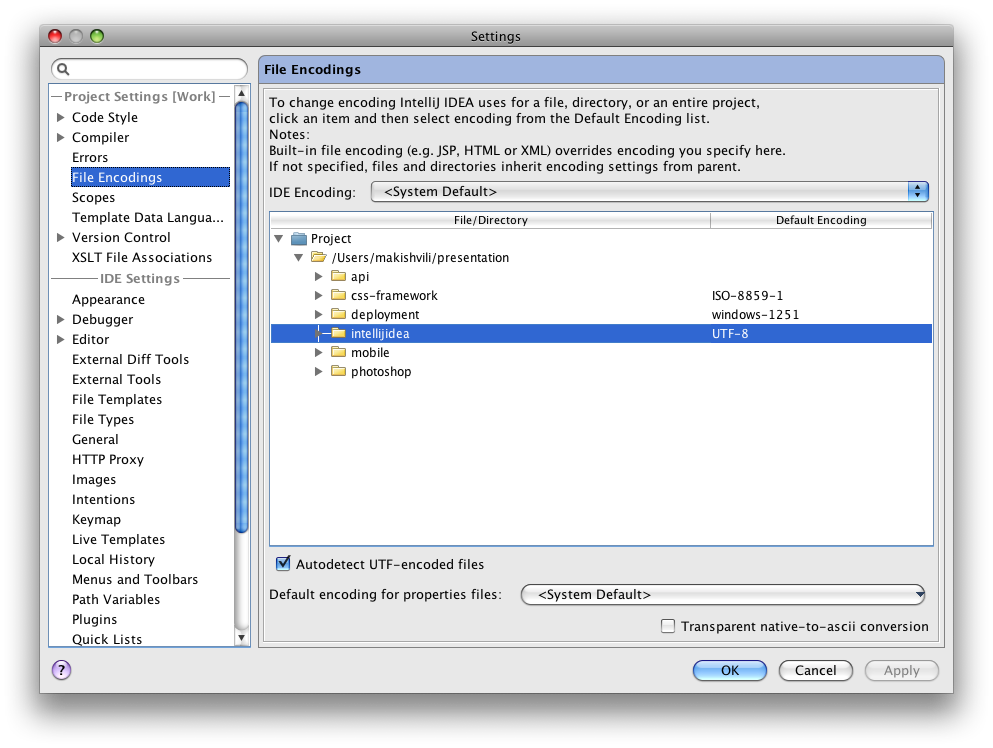 Settings
Project Settings [Work]
Code Style
Compiler
Errors
File Encodings
Scopes
Template Data Langua...
Version Control
XSLT File Associations
IDE Settings
Appearance
Debugger
Editor
External Diff Tools
External Tools
File Templates
File Types
General
HTTP Proxy
Images
Intentions
Keymap
Live Templates
Local History
Menus and Toolbars
Path Variables
Plugins
Quick Lists
File Encodings
To change encoding IntelliJ IDEA uses for a file, directory, or an entire project,
click an item and then select encoding from the Default Encoding list.
Notes:
Built-in file encoding (e.g. JSP, HTML or XML) overrides encoding you specify here.
If not specified, files and directories inherit encoding settings from parent.
IDE Encoding: <System Default>
File/Directory Default Encoding
Project
/Users/makishvili/presentation
api
css-framework ISO-8859-1
deployment windows-1251
intellijidea UTF-8
mobile
photoshop
Autodetect UTF-encoded files
Default encoding for properties files: <System Default>
Transparent native-to-ascii conversion
? OK Cancel Apply